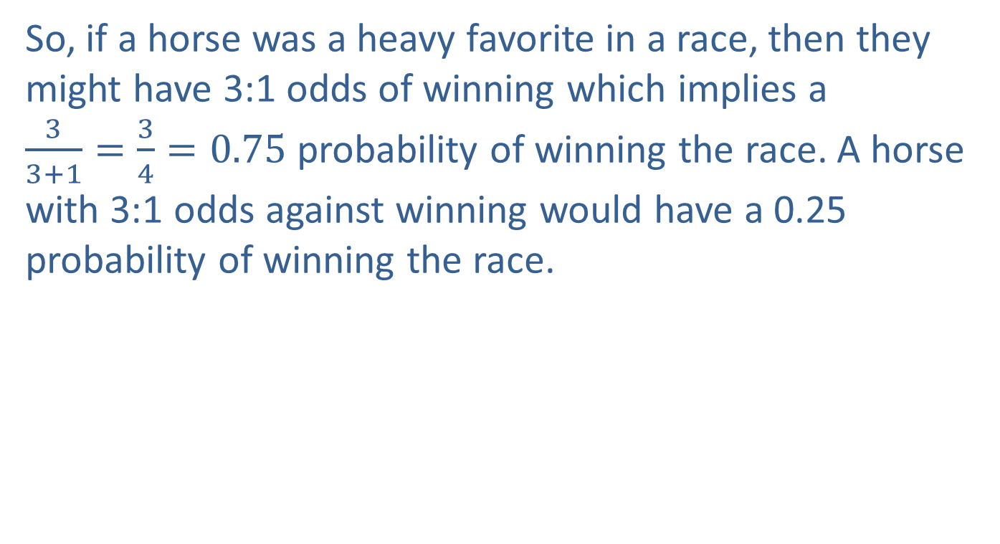 So, if a horse was a heavy favorite in a race, then they
might have 3:1 odds of winning which implies a
3/(3+1) = 3/4 = 0.75 probability of winning the race. A horse
with 3:1 odds against winning would have a 0.25
probability of winning the race.